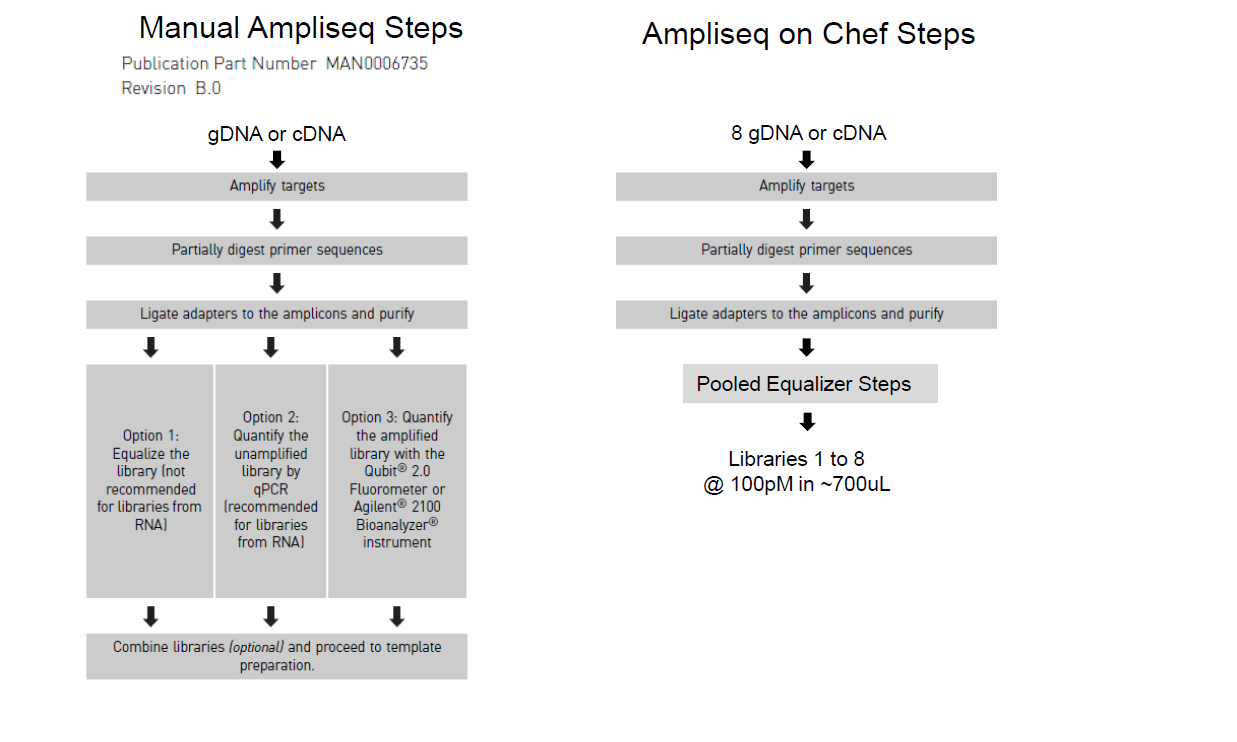 Manual Ampliseq Steps
Publication Part Number MAN0006735
Revision B.0
gDNA or cDNA
Amplify targets
Partially digest primer sequences
Ligate adapters to the amplicons and purify
Option 1:
Equalize the
library (not
recommended
for libraries from
RNA)
Option 2:
Quantify the
unamplified
library by
qPCR
(recommended
for libraries
from RNA)
Option 3: Quantify
the amplified
library with the
Qubit® 2.0
Fluorometer or
Agilent® 2100
Bioanalyzer®
instrument
Combine libraries (optional) and proceed to template
preparation.
Ampliseq on Chef Steps
8 gDNA or cDNA
Amplify targets
Partially digest primer sequences
Ligate adapters to the amplicons and purify
Pooled Equalizer Steps
Libraries 1 to 8
@ 100pM in ~700uL